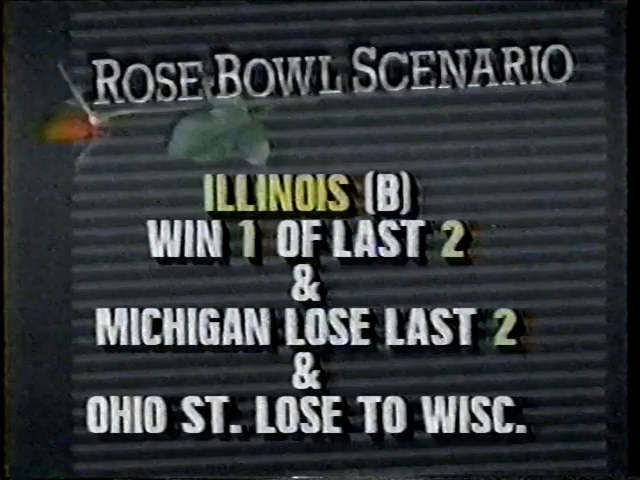 ROSE BOWL SCENARIO
ILLINOIS (B)
WIN 1 OF LAST 2
&
MICHIGAN LOSE LAST 2
&
OHIO ST. LOSE TO WISC.